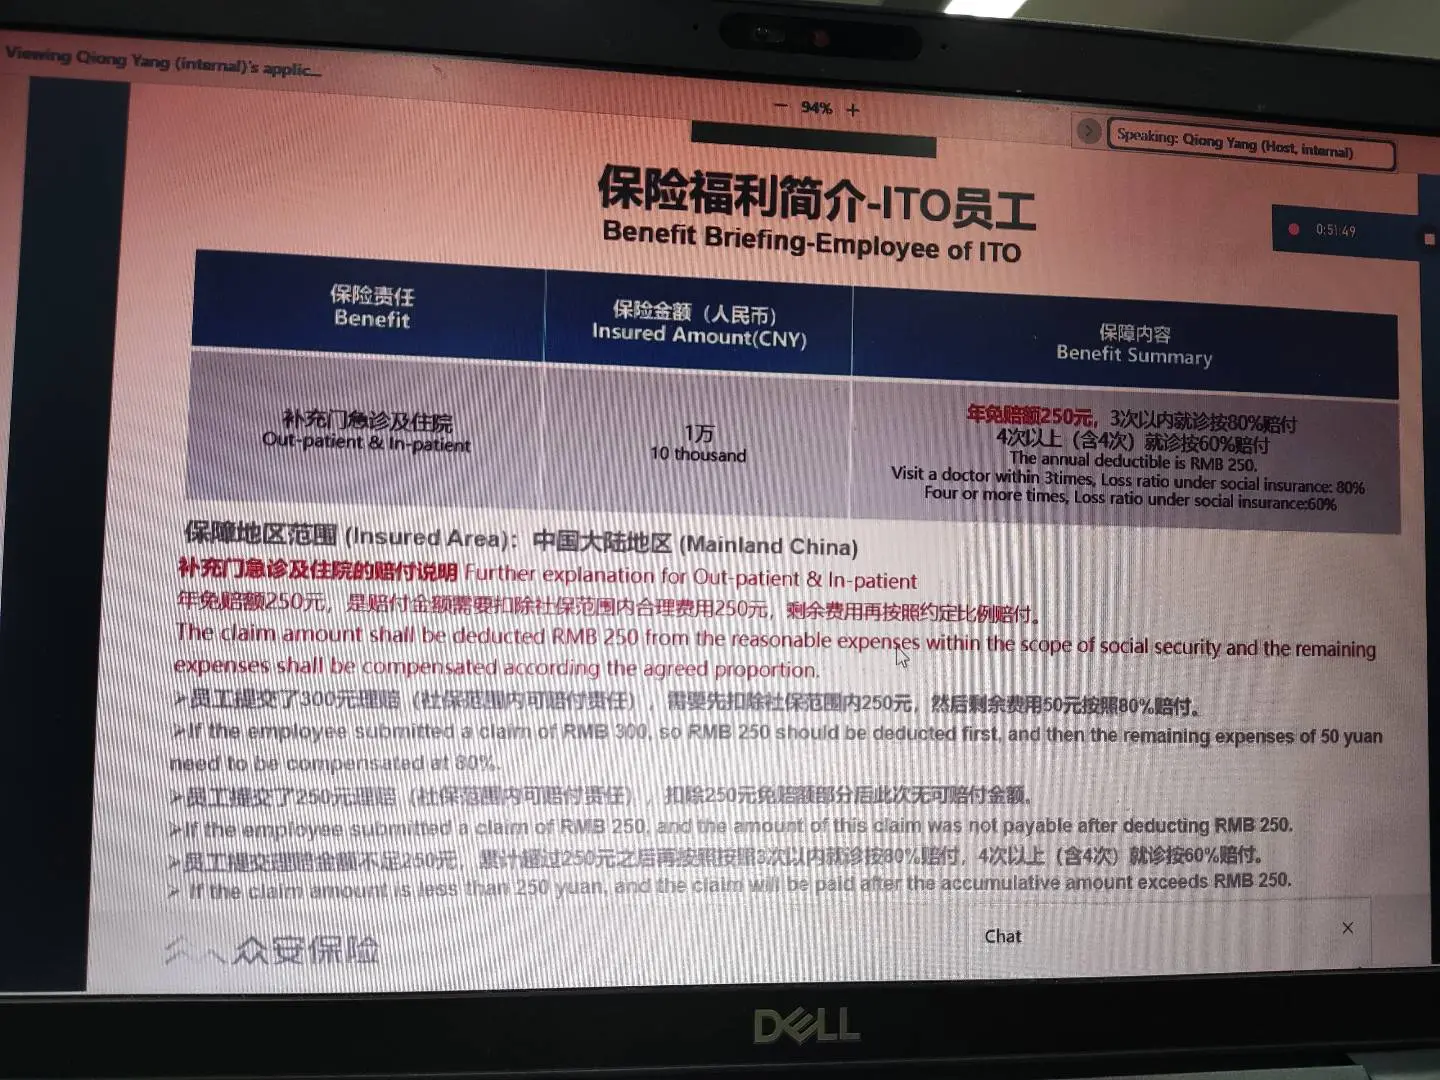 Viewing Qiong Yang (internal)'s applic...
94%
Speaking: Qiong Yang (Host, internal)
0:51:49
保险福利简介-ITO员工
Benefit Briefing-Employee of ITO
保险责任
Benefit
保险金额（人民币）
Insured Amount(CNY)
保障内容
Benefit Summary
补充门急诊及住院
Out-patient & In-patient
1万
10 thousand
年免赔额250元，3次以内就诊按80%赔付
4次以上（含4次）就诊按60%赔付
The annual deductible is RMB 250.
Visit a doctor within 3times, Loss ratio under social insurance: 80%
Four or more times, Loss ratio under social insurance:60%
保障地区范围 (Insured Area)：中国大陆地区 (Mainland China)
补充门急诊及住院的赔付说明 Further explanation for Out-patient & In-patient
年免赔额250元，是赔付金额需要扣除社保范围内合理费用250元，剩余费用再按照约定比例赔付。
The claim amount shall be deducted RMB 250 from the reasonable expenses within the scope of social security and the remaining
expenses shall be compensated according the agreed proportion.
➢员工提交了300元理赔（社保范围内可赔付责任），需要先扣除社保范围内250元，然后剩余费用50元按照80%赔付。
➢If the employee submitted a claim of RMB 300, so RMB 250 should be deducted first, and then the remaining expenses of 50 yuan
need to be compensated at 80%.
➢员工提交了250元理赔（社保范围内可赔付责任），扣除250元免赔额部分后此次无可赔付金额。
➢If the employee submitted a claim of RMB 250, and the amount of this claim was not payable after deducting RMB 250.
➢员工提交理赔金额不足250元，累计超过250元之后再按照按照3次以内就诊按80%赔付，4次以上（含4次）就诊按60%赔付。
➢ If the claim amount is less than 250 yuan, and the claim will be paid after the accumulative amount exceeds RMB 250.
众安保险
Chat
DELL